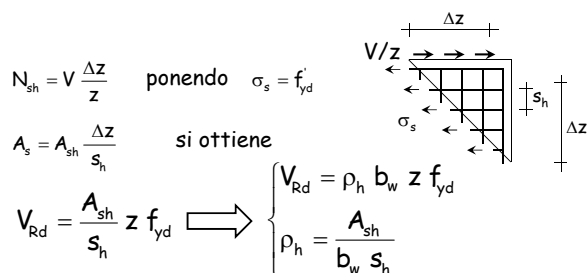 N_sh = V Δz/z ponendo σ_s = f'_yd
A_s = A_sh Δz/s_h si ottiene
V_Rd = A_sh/s_h z f_yd
V_Rd = ρ_h b_w z f_yd
ρ_h = A_sh/(b_w s_h)
Δz
V/z
s_h
Δz
σ_s